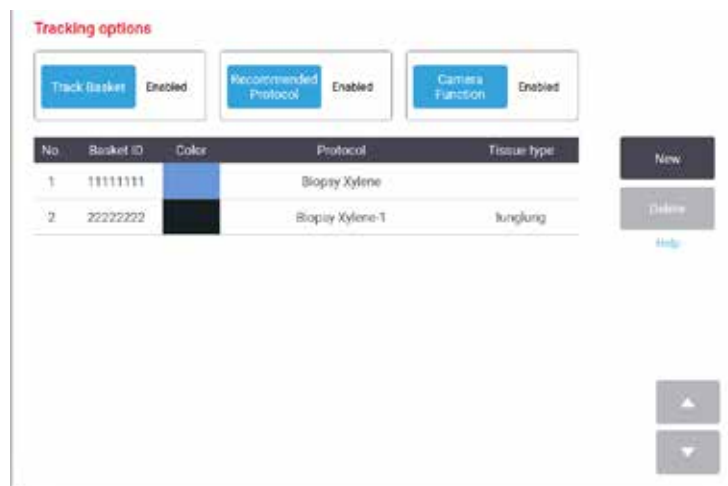 Tracking options
Track Basket Enabled
Recommended Protocol Enabled
Camera Function Enabled
No. Basket ID Color Protocol Tissue type
1 11111111 Biopsy Xylene
2 22222222 Biopsy Xylene-1 lunglung
New
Delete
Help